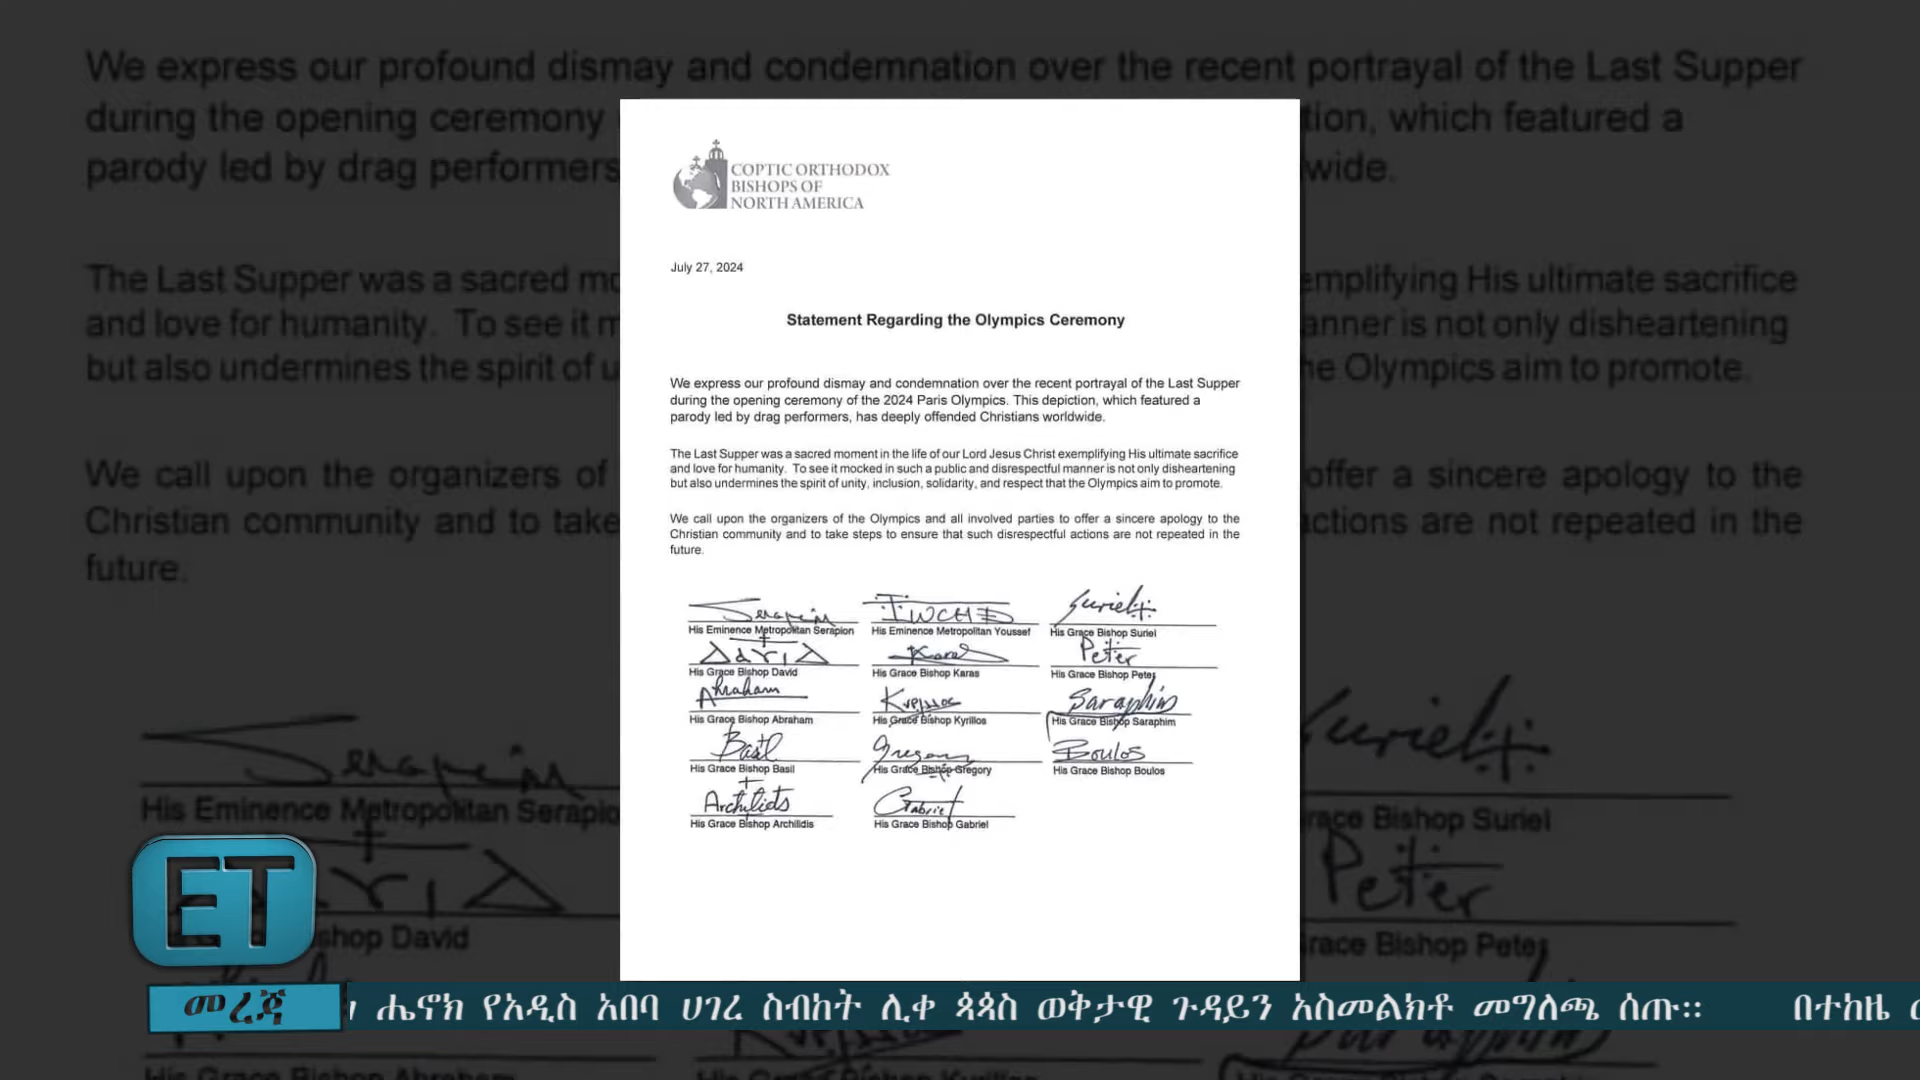 COPTIC ORTHODOX
BISHOPS OF
NORTH AMERICA
July 27, 2024
Statement Regarding the Olympics Ceremony
We express our profound dismay and condemnation over the recent portrayal of the Last Supper
during the opening ceremony of the 2024 Paris Olympics. This depiction, which featured a
parody led by drag performers, has deeply offended Christians worldwide.
The Last Supper was a sacred moment in the life of our Lord Jesus Christ exemplifying His ultimate sacrifice
and love for humanity. To see it mocked in such a public and disrespectful manner is not only disheartening
but also undermines the spirit of unity, inclusion, solidarity, and respect that the Olympics aim to promote.
We call upon the organizers of the Olympics and all involved parties to offer a sincere apology to the
Christian community and to take steps to ensure that such disrespectful actions are not repeated in the
future.
His Eminence Metropolitan Serapion His Eminence Metropolitan Youssef His Grace Bishop Suriel
His Grace Bishop David His Grace Bishop Karas His Grace Bishop Peter
His Grace Bishop Abraham His Grace Bishop Kyrillos His Grace Bishop Saraphim
His Grace Bishop Basil His Grace Bishop Gregory His Grace Bishop Boulos
His Grace Bishop Archilidis His Grace Bishop Gabriel
ET
መረጃ ሔኖክ የአዲስ አበባ ሀገረ ስብከት ሊቀ ጳጳስ ወቅታዊ ጉዳይን አስመልክቶ መግለጫ ሰጡ፡፡ በተከዜ